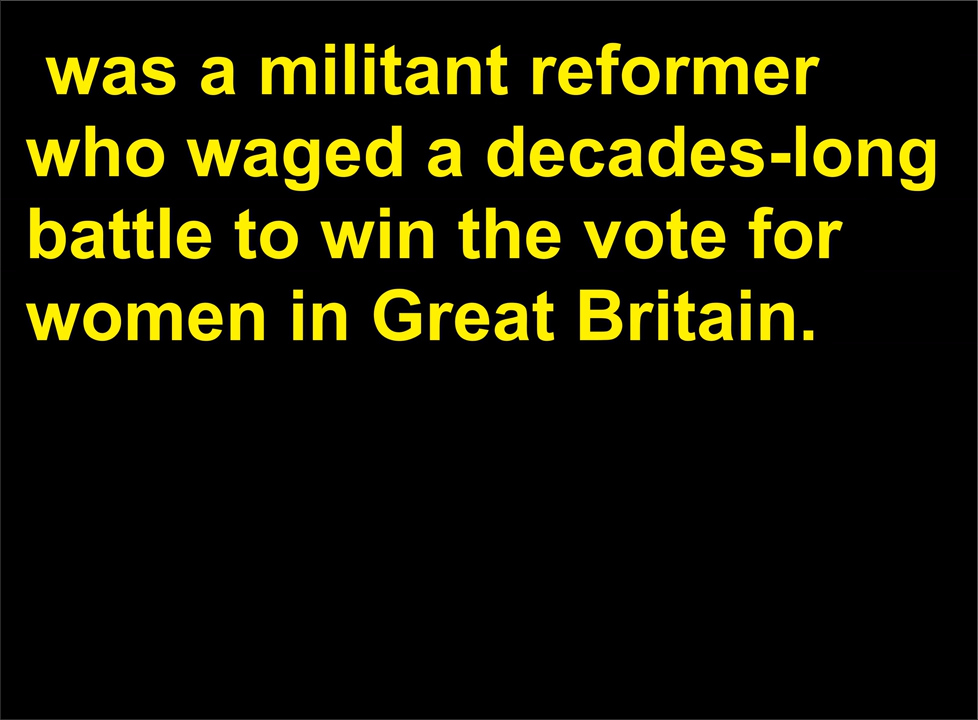 was a militant reformer
who waged a decades-long
battle to win the vote for
women in Great Britain.